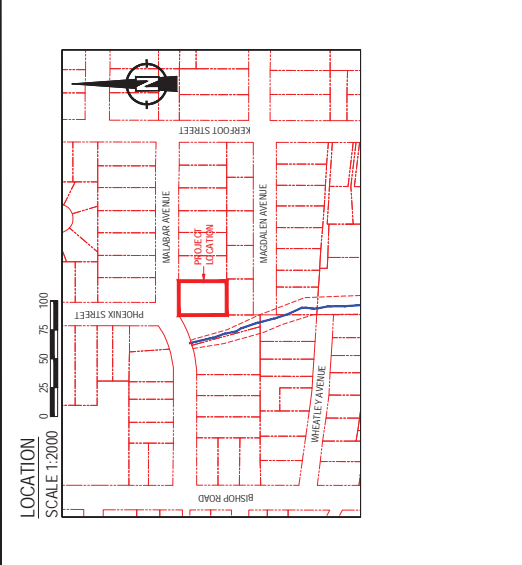 LOCATION
SCALE 1:2000
0 25 50 75 100
KERFOOT STREET
MALABAR AVENUE
PROJECT
LOCATION
MAGDALEN AVENUE
PHOENIX STREET
WHEATLEY AVENUE
BISHOP ROAD